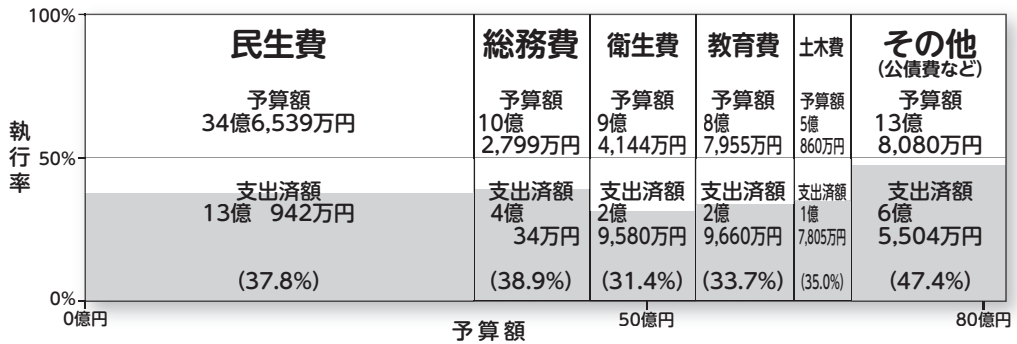 100%
50%
0%
執行率
民生費
予算額
34億6,539万円
支出済額
13億 942万円
(37.8%)
総務費
予算額
10億
2,799万円
支出済額
4億
34万円
(38.9%)
衛生費
予算額
9億
4,144万円
支出済額
2億
9,580万円
(31.4%)
教育費
予算額
8億
7,955万円
支出済額
2億
9,660万円
(33.7%)
土木費
予算額
5億
860万円
支出済額
1億
7,805万円
(35.0%)
その他
(公債費など)
予算額
13億
8,080万円
支出済額
6億
5,504万円
(47.4%)
0億円
50億円
80億円
予算額